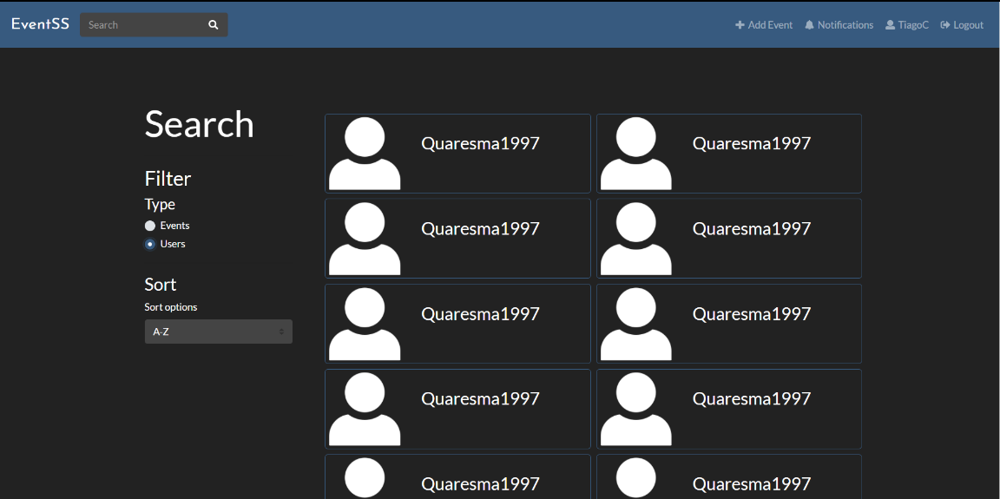 EventSS Search Add Event Notifications TiagoC Logout
Search
Filter
Type
Events
Users
Sort
Sort options
A-Z
Quaresma1997 Quaresma1997
Quaresma1997 Quaresma1997
Quaresma1997 Quaresma1997
Quaresma1997 Quaresma1997
Quaresma1997 Quaresma1997